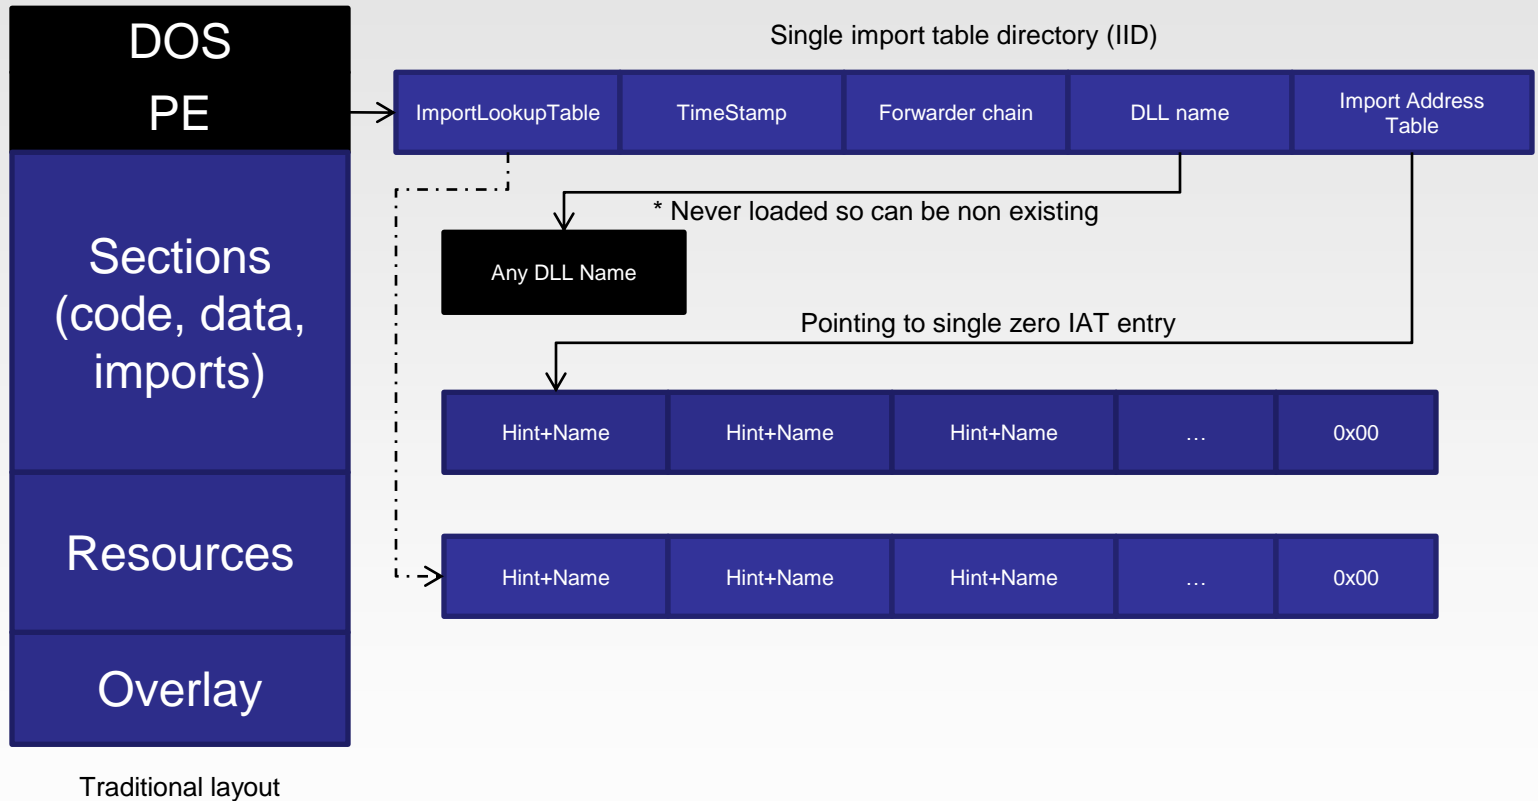 DOS
PE
Sections
(code, data,
imports)
Resources
Overlay
Traditional layout
Single import table directory (IID)
ImportLookupTable
TimeStamp
Forwarder chain
DLL name
Import Address
Table
* Never loaded so can be non existing
Any DLL Name
Pointing to single zero IAT entry
Hint+Name
Hint+Name
Hint+Name
…
0x00
Hint+Name
Hint+Name
Hint+Name
…
0x00